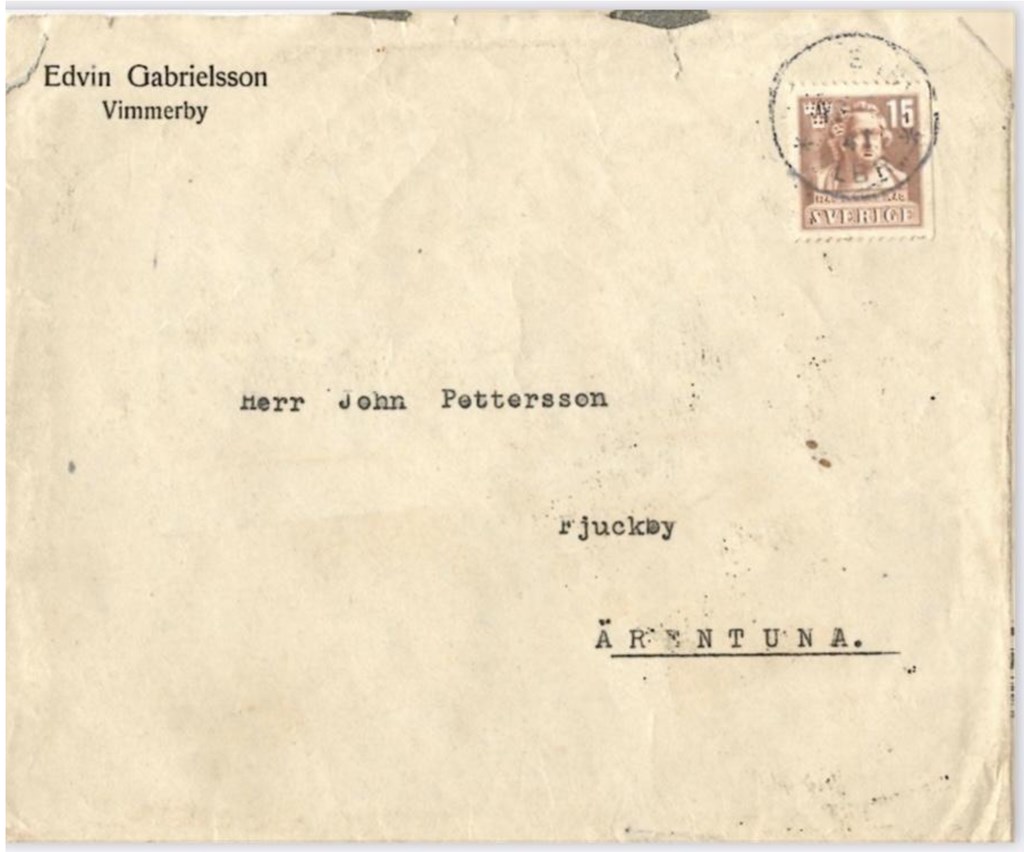 Edvin Gabrielsson
Vimmerby
15
SVERIGE
Herr John Pettersson
Fjuckby
ÄRENTUNA.